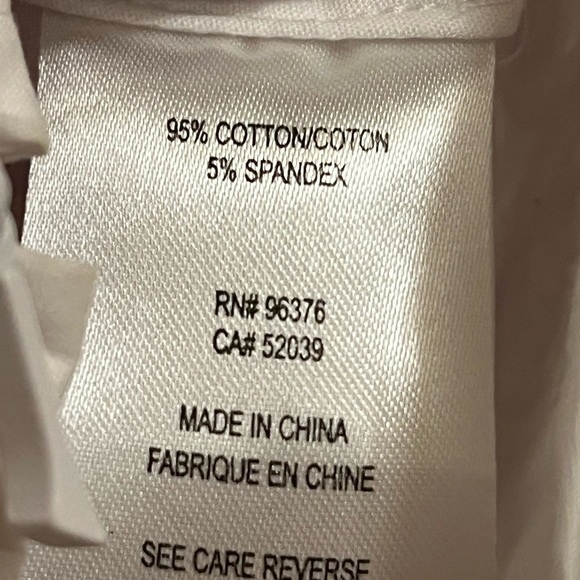 95% COTTON/COTON
5% SPANDEX
RN# 96376
CA# 52039
MADE IN CHINA
FABRIQUE EN CHINE
SEE CARE REVERSE